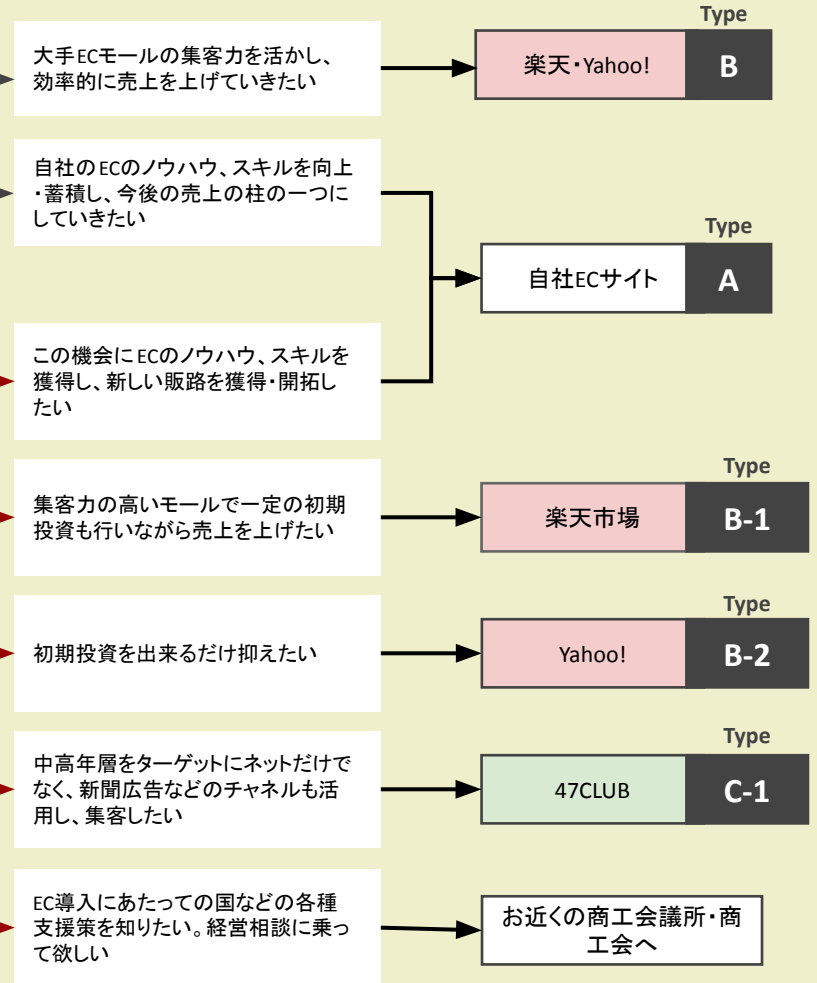 Type
大手ECモールの集客力を活かし、
効率的に売上を上げていきたい
楽天・Yahoo!
B
自社のECのノウハウ、スキルを向上
・蓄積し、今後の売上の柱の一つに
していきたい
Type
自社ECサイト
A
この機会にECのノウハウ、スキルを
獲得し、新しい販路を獲得・開拓し
たい
Type
集客力の高いモールで一定の初期
投資も行いながら売上を上げたい
楽天市場
B-1
Type
初期投資を出来るだけ抑えたい
Yahoo!
B-2
Type
中高年層をターゲットにネットだけで
なく、新聞広告などのチャネルも活
用し、集客したい
47CLUB
C-1
EC導入にあたっての国などの各種
支援策を知りたい。経営相談に乗っ
て欲しい
お近くの商工会議所・商
工会へ